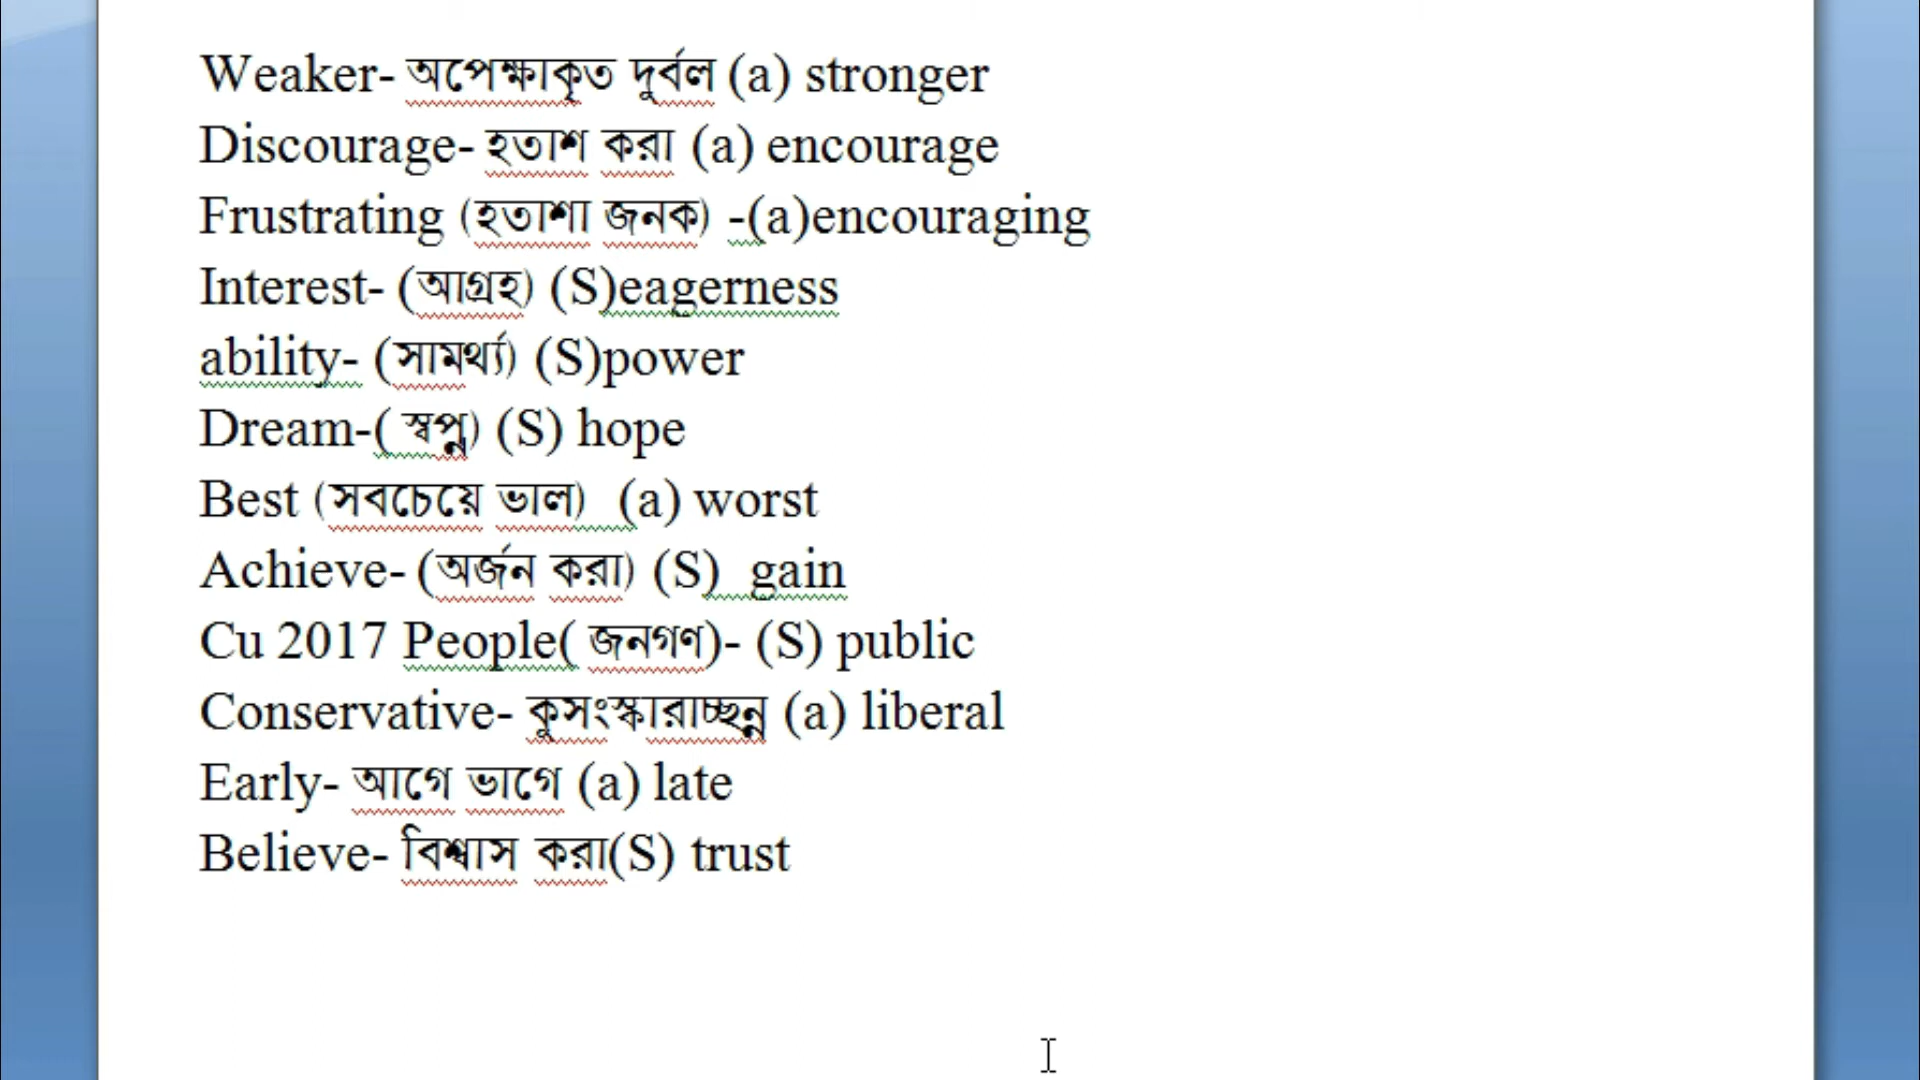 Weaker- অপেক্ষাকৃত দুর্বল (a) stronger
Discourage- হতাশ করা (a) encourage
Frustrating (হতাশা জনক) -(a)encouraging
Interest- (আগ্রহ) (S)eagerness
ability- (সামর্থ্য) (S)power
Dream-( স্বপ্ন) (S) hope
Best (সবচেয়ে ভাল) (a) worst
Achieve- (অর্জন করা) (S) gain
Cu 2017 People( জনগণ)- (S) public
Conservative- কুসংস্কারাচ্ছন্ন (a) liberal
Early- আগে ভাগে (a) late
Believe- বিশ্বাস করা(S) trust